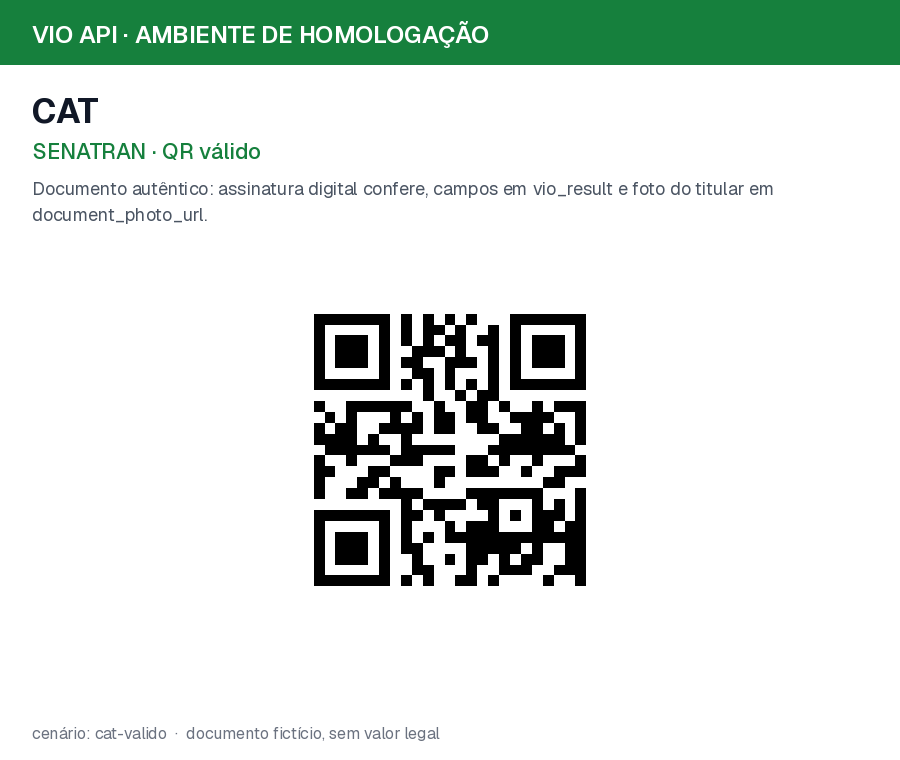 VIO API · AMBIENTE DE HOMOLOGAÇÃO
CAT
SENATRAN · QR válido
Documento autêntico: assinatura digital confere, campos em vio_result e foto do titular em
document_photo_url.
cenário: cat-valido · documento fictício, sem valor legal